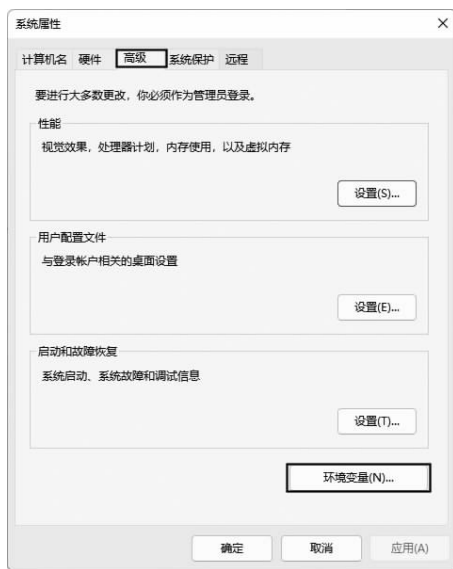 系统属性
计算机名 硬件 高级 系统保护 远程
要进行大多数更改，你必须作为管理员登录。
性能
视觉效果，处理器计划，内存使用，以及虚拟内存
设置(S)...
用户配置文件
与登录帐户相关的桌面设置
设置(E)...
启动和故障恢复
系统启动、系统故障和调试信息
设置(T)...
环境变量(N)...
确定 取消 应用(A)